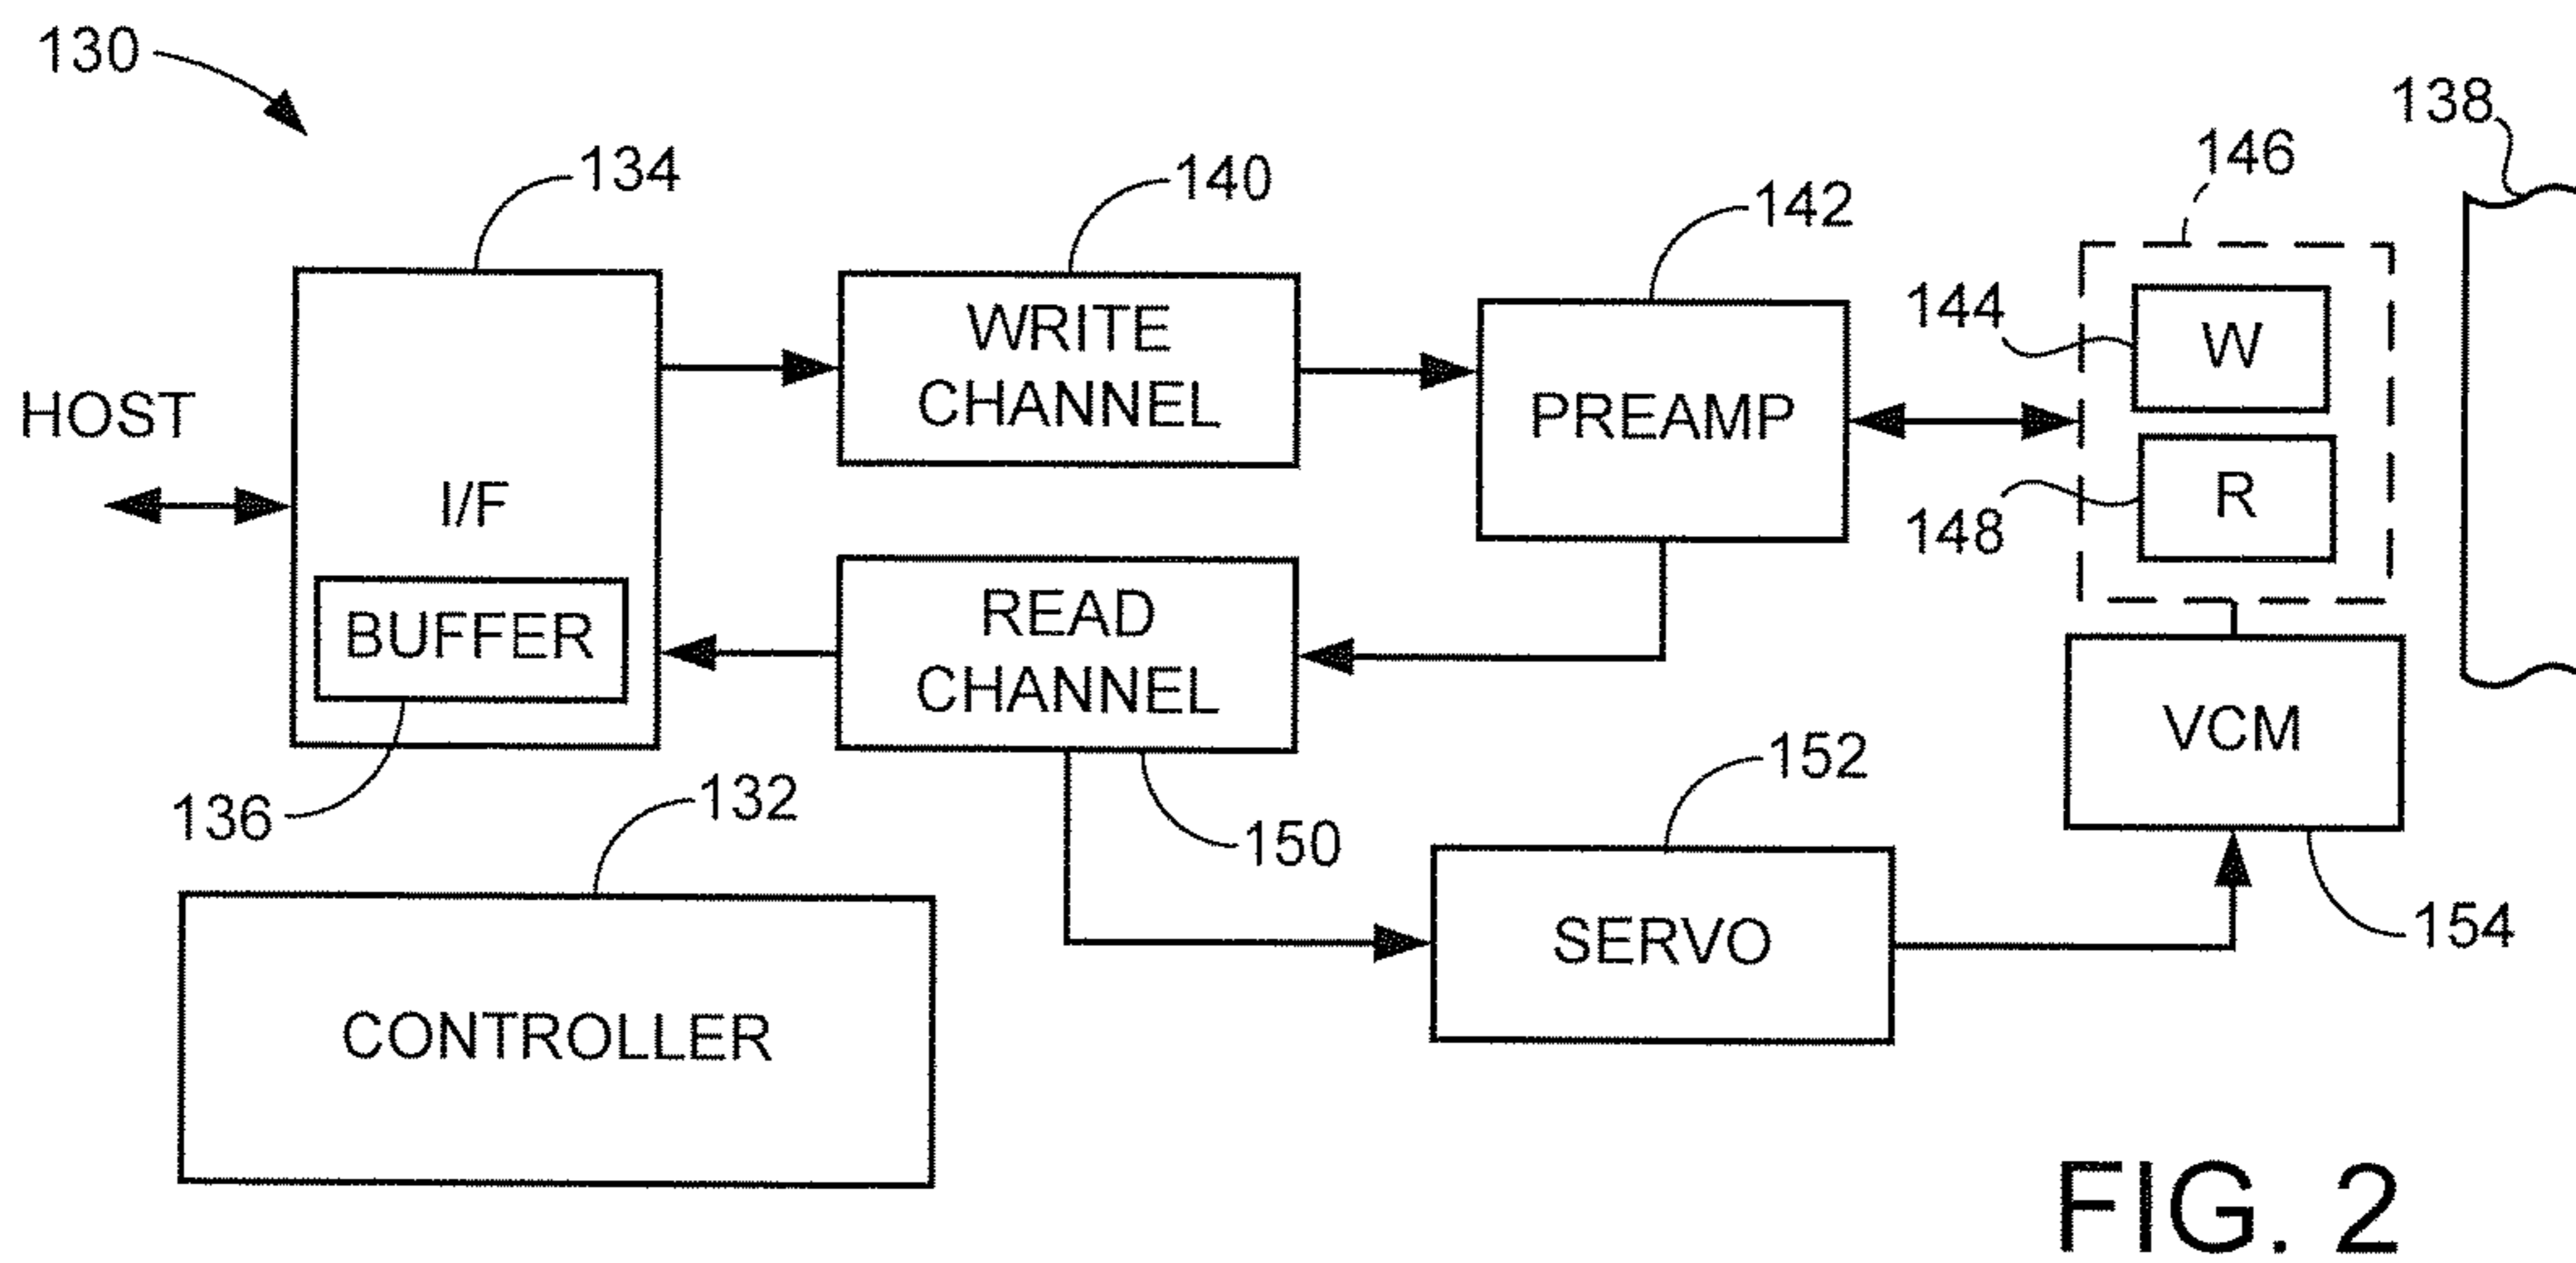 130
138
146
134
140
142
WRITE
CHANNEL
144
W
HOST
PREAMP
I/F
R
148
BUFFER
READ
CHANNEL
VCM
136
132
150
152
154
SERVO
CONTROLLER
FIG. 2